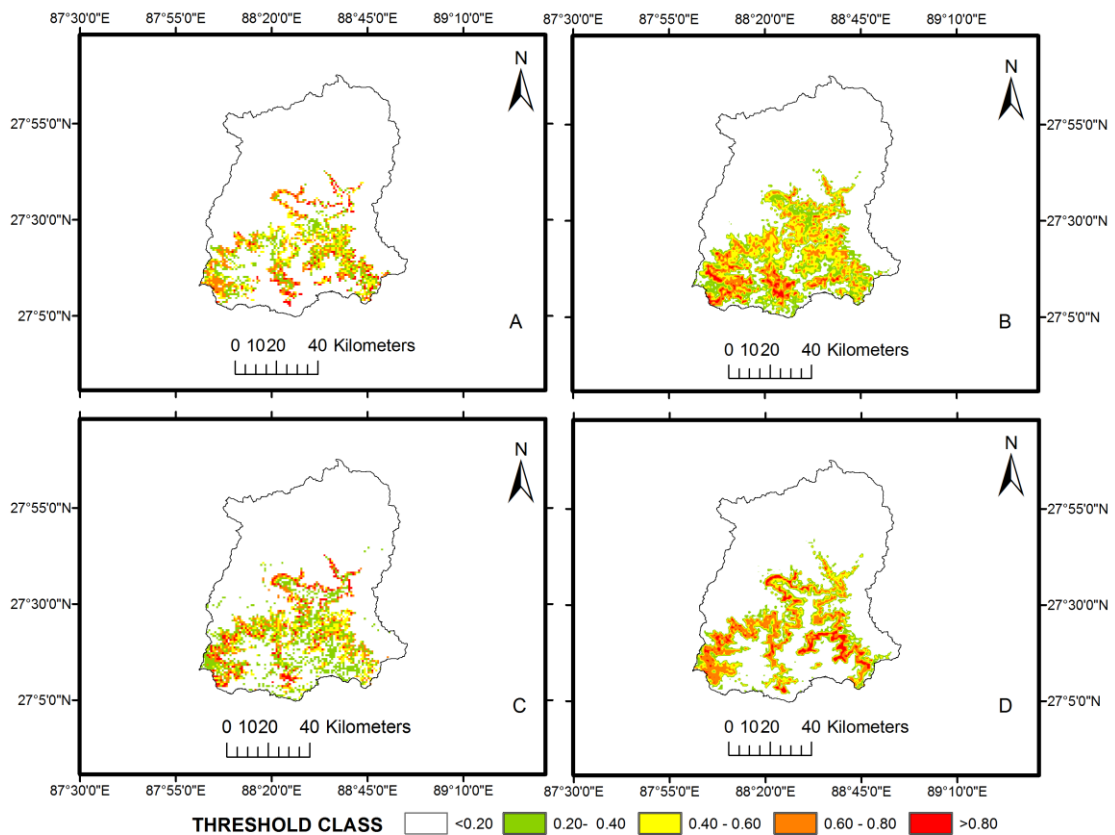 87°30'0"E 87°55'0"E 88°20'0"E 88°45'0"E 89°10'0"E 87°30'0"E 87°55'0"E 88°20'0"E 88°45'0"E 89°10'0"E
N N
27°55'0"N 27°55'0"N
27°30'0"N 27°30'0"N
27°5'0"N 27°5'0"N
A B
0 1020 40 Kilometers 0 1020 40 Kilometers
N N
27°55'0"N 27°55'0"N
27°30'0"N 27°30'0"N
27°5'0"N 27°5'0"N
C D
0 1020 40 Kilometers 0 1020 40 Kilometers
87°30'0"E 87°55'0"E 88°20'0"E 88°45'0"E 89°10'0"E 87°30'0"E 87°55'0"E 88°20'0"E 88°45'0"E 89°10'0"E
THRESHOLD CLASS <0.20 0.20- 0.40 0.40 - 0.60 0.60 - 0.80 >0.80